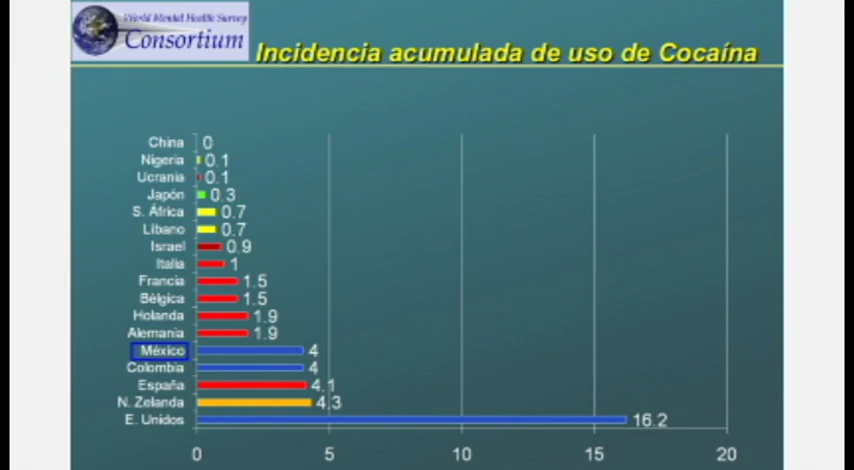 World Mental Health Survey
Consortium
Incidencia acumulada de uso de Cocaína
China 0
Nigeria 0.1
Ucrania 0.1
Japón 0.3
S. África 0.7
Líbano 0.7
Israel 0.9
Italia 1
Francia 1.5
Bélgica 1.5
Holanda 1.9
Alemania 1.9
México 4
Colombia 4
España 4.1
N. Zelanda 4.3
E. Unidos 16.2
0 5 10 15 20